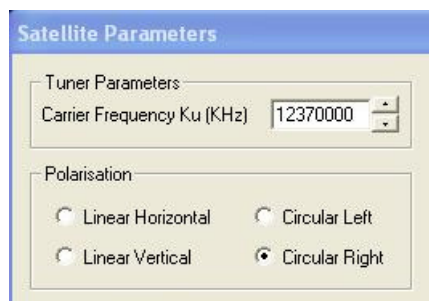 Satellite Parameters
Tuner Parameters
Carrier Frequency Ku (KHz) 12370000
Polarisation
Linear Horizontal Circular Left
Linear Vertical Circular Right